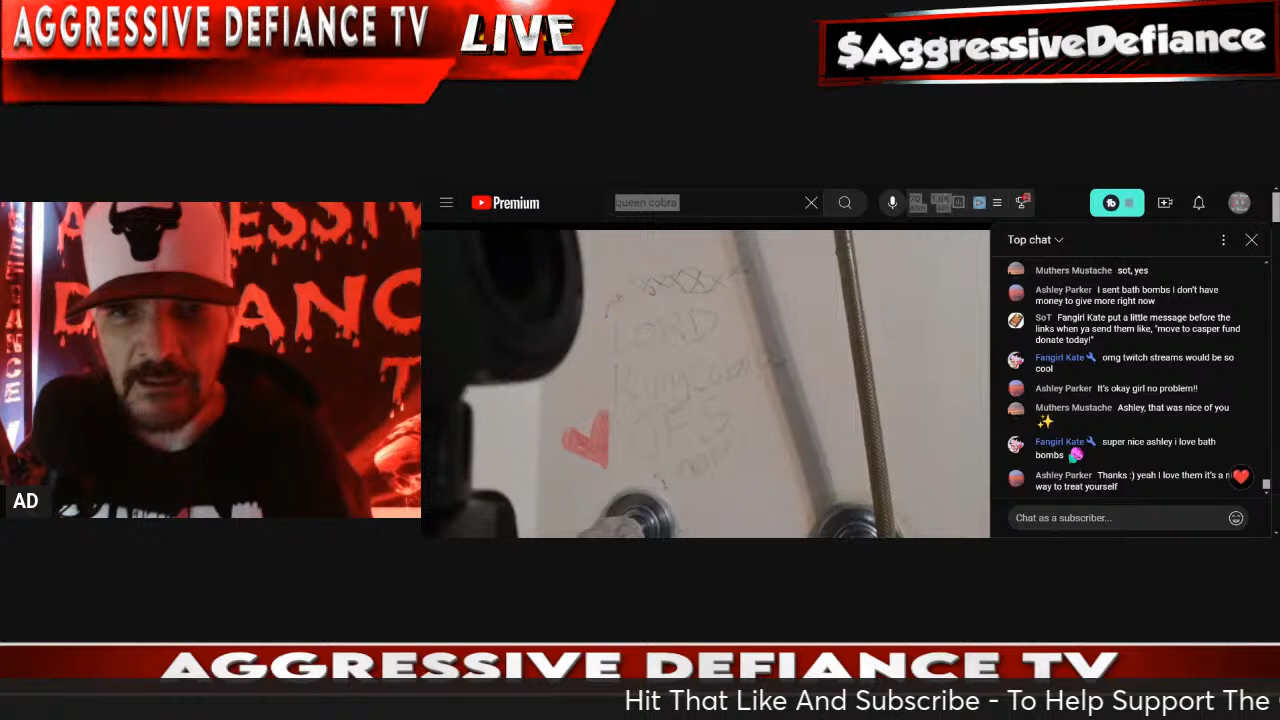 AGGRESSIVE DEFIANCE TV LIVE
$AggressiveDefiance
Premium
queen cobra
Top chat
Muthers Mustache sot, yes
Ashley Parker I sent bath bombs I don't have
money to give more right now
SoT Fangirl Kate put a little message before the
links when ya send them like, "move to casper fund
donate today!"
Fangirl Kate omg twitch streams would be so
cool
Ashley Parker It's okay girl no problem!!
Muthers Mustache Ashley, that was nice of you
Fangirl Kate super nice ashley i love bath
bombs
Ashley Parker Thanks :) yeah I love them it's a n
way to treat yourself
Chat as a subscriber...
LORD
AD
AGGRESSIVE DEFIANCE TV
Hit That Like And Subscribe - To Help Support The